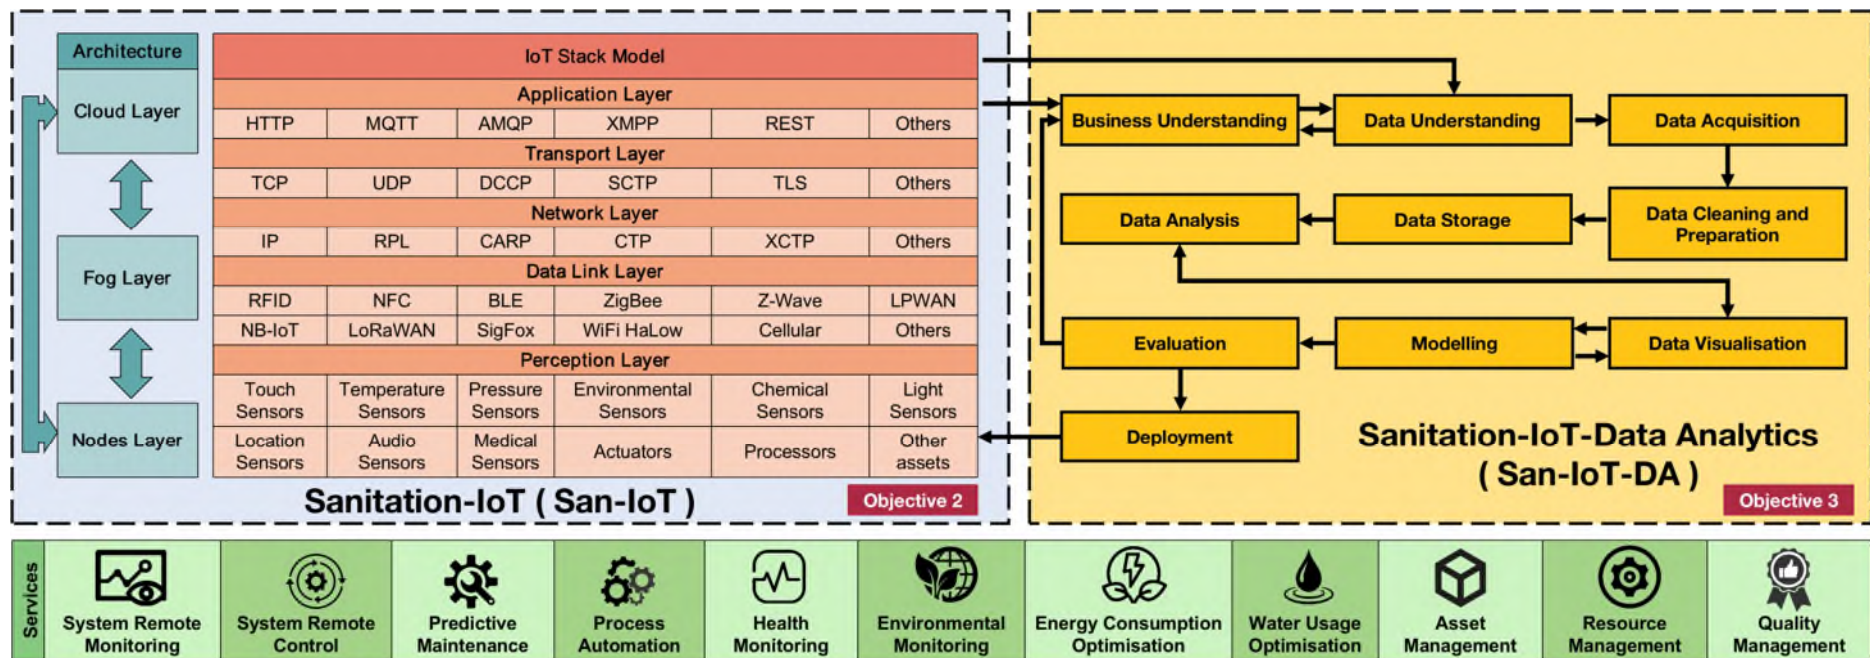 Architecture
Cloud Layer
Fog Layer
Nodes Layer
IoT Stack Model
Application Layer
HTTP MQTT AMQP XMPP REST Others
Transport Layer
TCP UDP DCCP SCTP TLS Others
Network Layer
IP RPL CARP CTP XCTP Others
Data Link Layer
RFID NFC BLE ZigBee Z-Wave LPWAN
NB-IoT LoRaWAN SigFox WiFi HaLow Cellular Others
Perception Layer
Touch Temperature Pressure Environmental Chemical Light
Sensors Sensors Sensors Sensors Sensors Sensors
Location Audio Medical Actuators Processors Other
Sensors Sensors Sensors assets
Sanitation-IoT ( San-IoT )
Objective 2
Business Understanding
Data Understanding
Data Acquisition
Data Cleaning and
Preparation
Data Storage
Data Analysis
Data Visualisation
Modelling
Evaluation
Deployment
Sanitation-IoT-Data Analytics
( San-IoT-DA )
Objective 3
Services
System Remote
Monitoring
System Remote
Control
Predictive
Maintenance
Process
Automation
Health
Monitoring
Environmental
Monitoring
Energy Consumption
Optimisation
Water Usage
Optimisation
Asset
Management
Resource
Management
Quality
Management